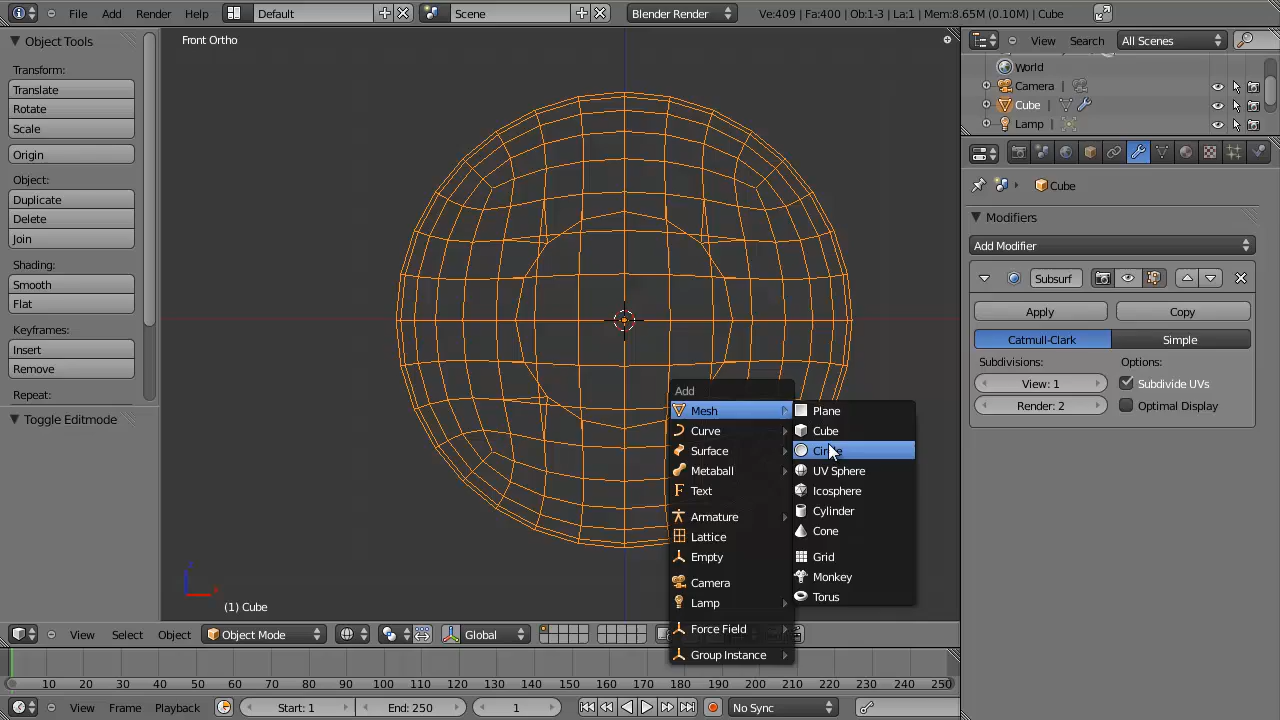 File Add Render Help Default Scene Blender Render Ve:409 | Fa:400 | Ob:1-3 | La:1 | Mem:8.65M (0.10M) | Cube
Object Tools
Transform:
Translate
Rotate
Scale
Origin
Object:
Duplicate
Delete
Join
Shading:
Smooth
Flat
Keyframes:
Insert
Remove
Repeat:
Toggle Editmode
Front Ortho
(1) Cube
Add
Mesh
Curve
Surface
Metaball
Text
Armature
Lattice
Empty
Camera
Lamp
Force Field
Group Instance
Plane
Cube
UV Sphere
Icosphere
Cylinder
Cone
Grid
Monkey
Torus
View Search All Scenes
World
Camera
Cube
Lamp
Cube
Modifiers
Add Modifier
Subsurf
Apply Copy
Catmull-Clark Simple
Subdivisions: Options:
View: 1 Subdivide UVs
Render: 2 Optimal Display
View Select Object Object Mode Global
10 20 30 40 50 60 70 80 90 100 110 120 130 140 150 160 170 180 190 200 210 220 230 240 250
View Frame Playback Start: 1 End: 250 1 No Sync